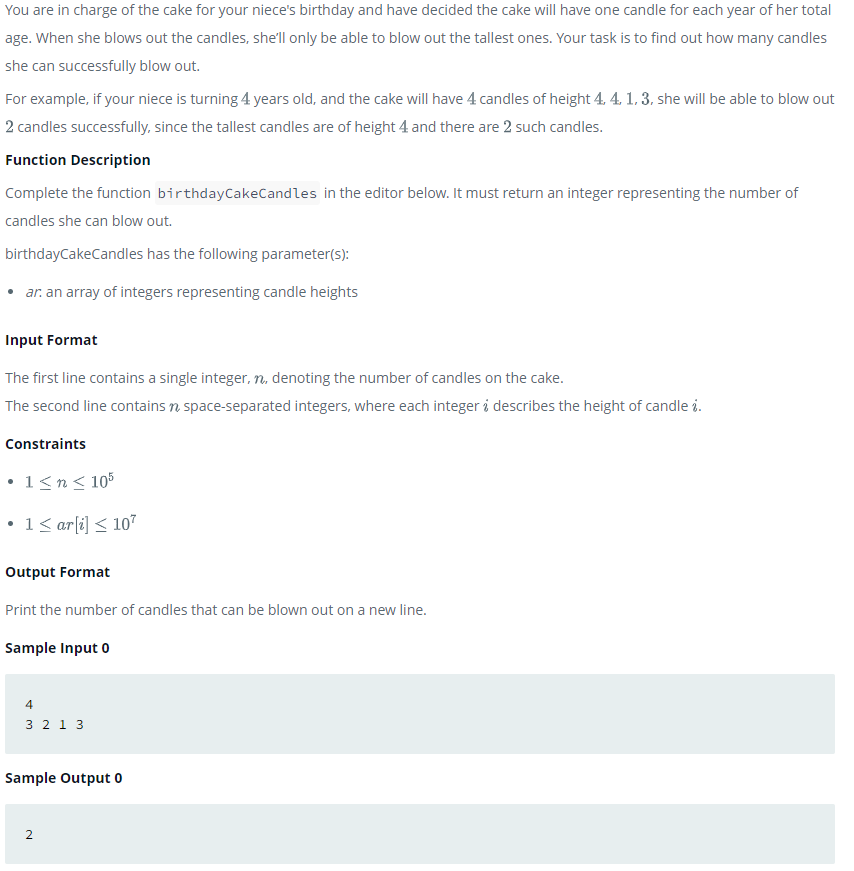 You are in charge of the cake for your niece's birthday and have decided the cake will have one candle for each year of her total
age. When she blows out the candles, she'll only be able to blow out the tallest ones. Your task is to find out how many candles
she can successfully blow out.
For example, if your niece is turning 4 years old, and the cake will have 4 candles of height 4, 4, 1, 3, she will be able to blow out
2 candles successfully, since the tallest candles are of height 4 and there are 2 such candles.
Function Description
Complete the function birthdayCakeCandles in the editor below. It must return an integer representing the number of
candles she can blow out.
birthdayCakeCandles has the following parameter(s):
• ar: an array of integers representing candle heights
Input Format
The first line contains a single integer, n, denoting the number of candles on the cake.
The second line contains n space-separated integers, where each integer i describes the height of candle i.
Constraints
• 1 ≤ n ≤ 10⁵
• 1 ≤ ar[i] ≤ 10⁷
Output Format
Print the number of candles that can be blown out on a new line.
Sample Input 0
4
3 2 1 3
Sample Output 0
2